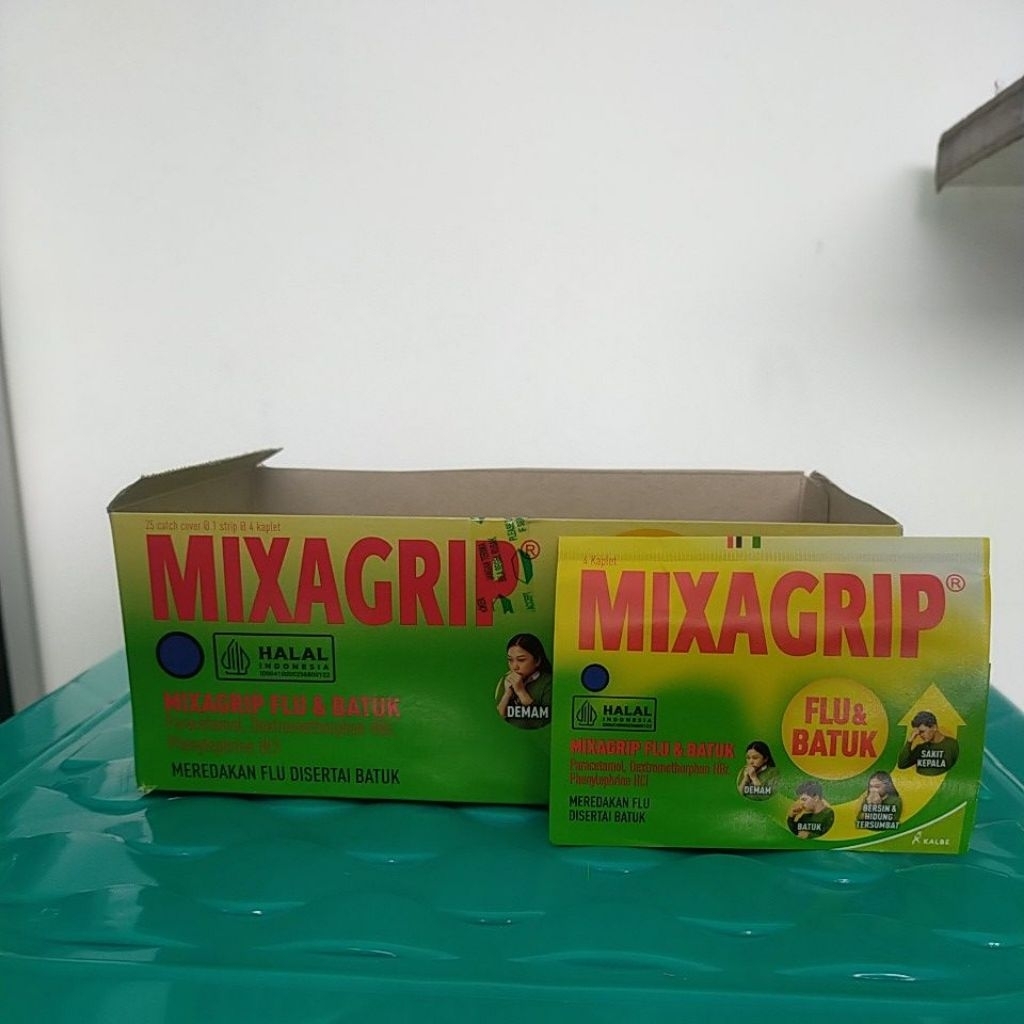 25 catch cover @ 1 strip @ 4 kaplet
MIXAGRIP®
HALAL
INDONESIA
MIXAGRIP FLU & BATUK
Paracetamol, Dextromethorphan HBr,
Phenylephrine HCl
MEREDAKAN FLU DISERTAI BATUK
DEMAM
4 Kaplet
MIXAGRIP®
HALAL
INDONESIA
MIXAGRIP FLU & BATUK
Paracetamol, Dextromethorphan HBr,
Phenylephrine HCl
MEREDAKAN FLU
DISERTAI BATUK
FLU &
BATUK
DEMAM
BATUK
BERSIN &
HIDUNG
TERSUMBAT
SAKIT
KEPALA
KALBE